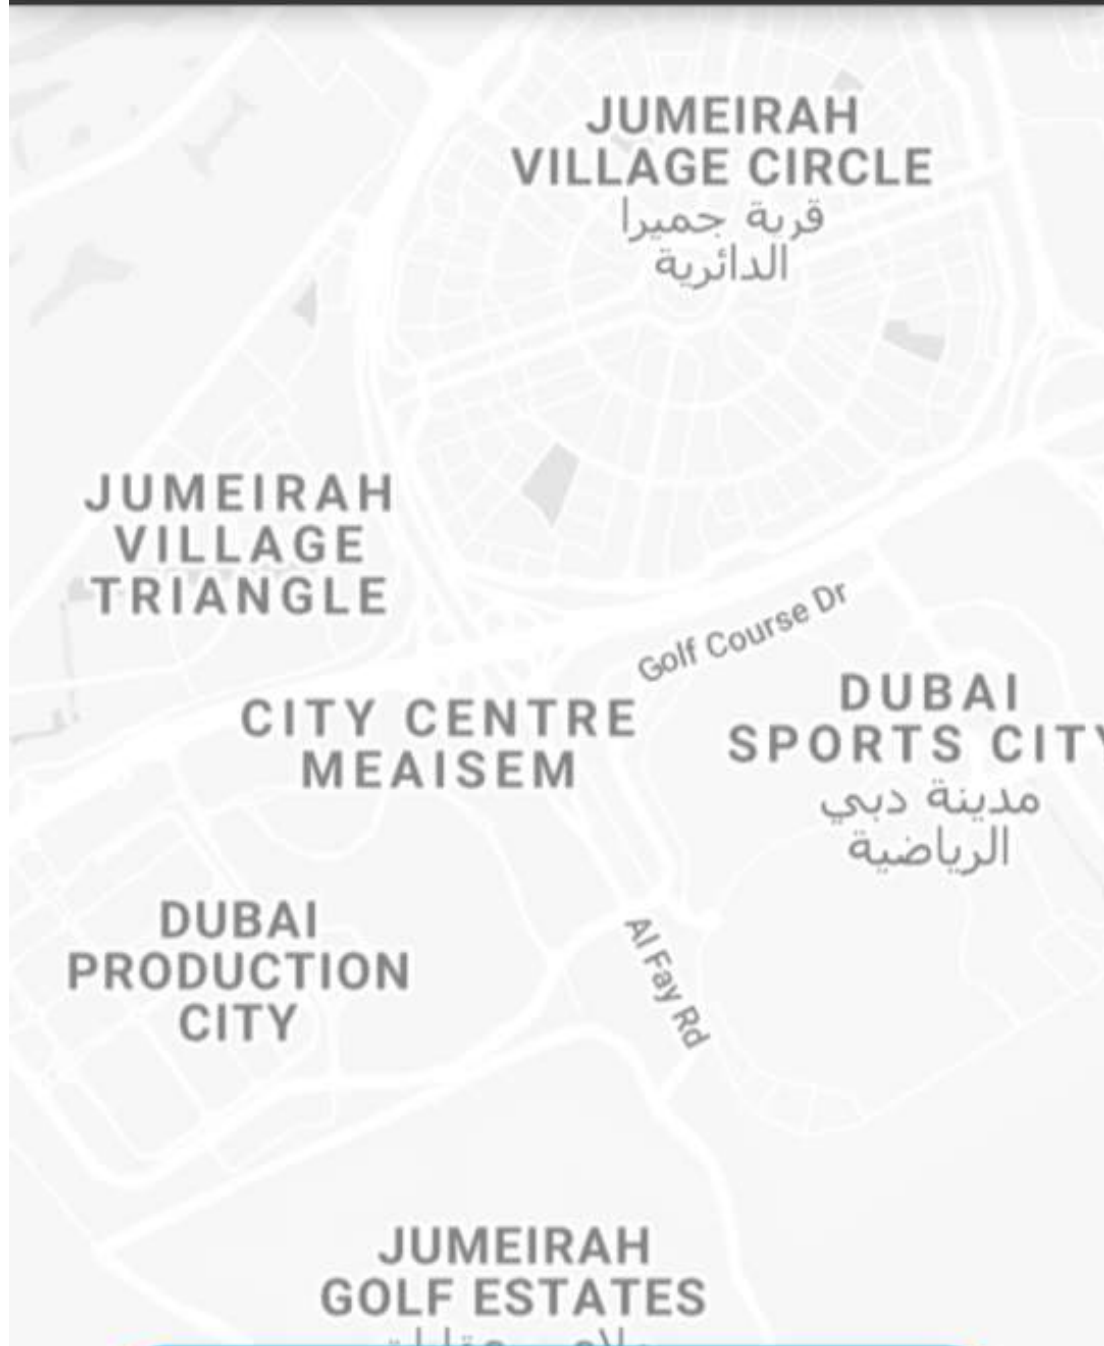 JUMEIRAH
VILLAGE CIRCLE
قرية جميرا
الدائرية
JUMEIRAH
VILLAGE
TRIANGLE
Golf Course Dr
CITY CENTRE
MEAISEM
DUBAI
SPORTS CITY
مدينة دبي
الرياضية
DUBAI
PRODUCTION
CITY
Al Fay Rd
JUMEIRAH
GOLF ESTATES